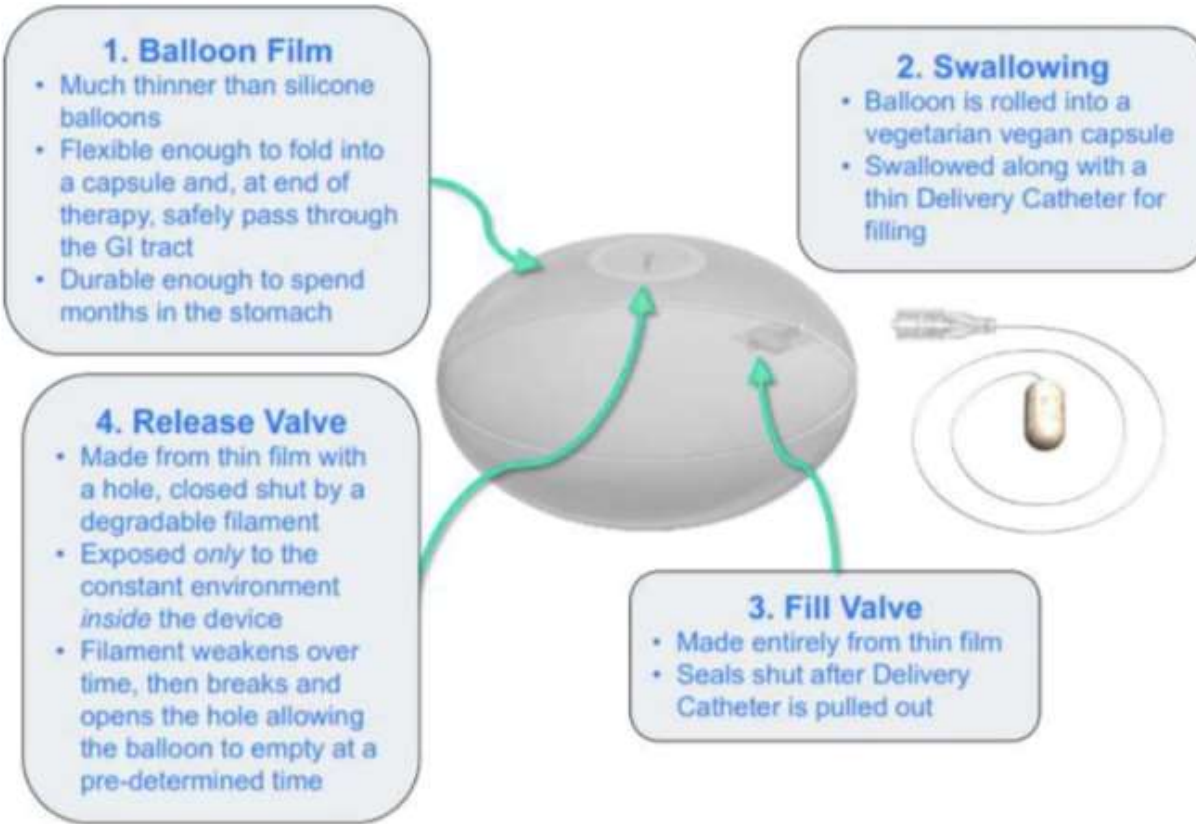 1. Balloon Film
• Much thinner than silicone
balloons
• Flexible enough to fold into
a capsule and, at end of
therapy, safely pass through
the GI tract
• Durable enough to spend
months in the stomach
2. Swallowing
• Balloon is rolled into a
vegetarian vegan capsule
• Swallowed along with a
thin Delivery Catheter for
filling
3. Fill Valve
• Made entirely from thin film
• Seals shut after Delivery
Catheter is pulled out
4. Release Valve
• Made from thin film with
a hole, closed shut by a
degradable filament
• Exposed only to the
constant environment
inside the device
• Filament weakens over
time, then breaks and
opens the hole allowing
the balloon to empty at a
pre-determined time